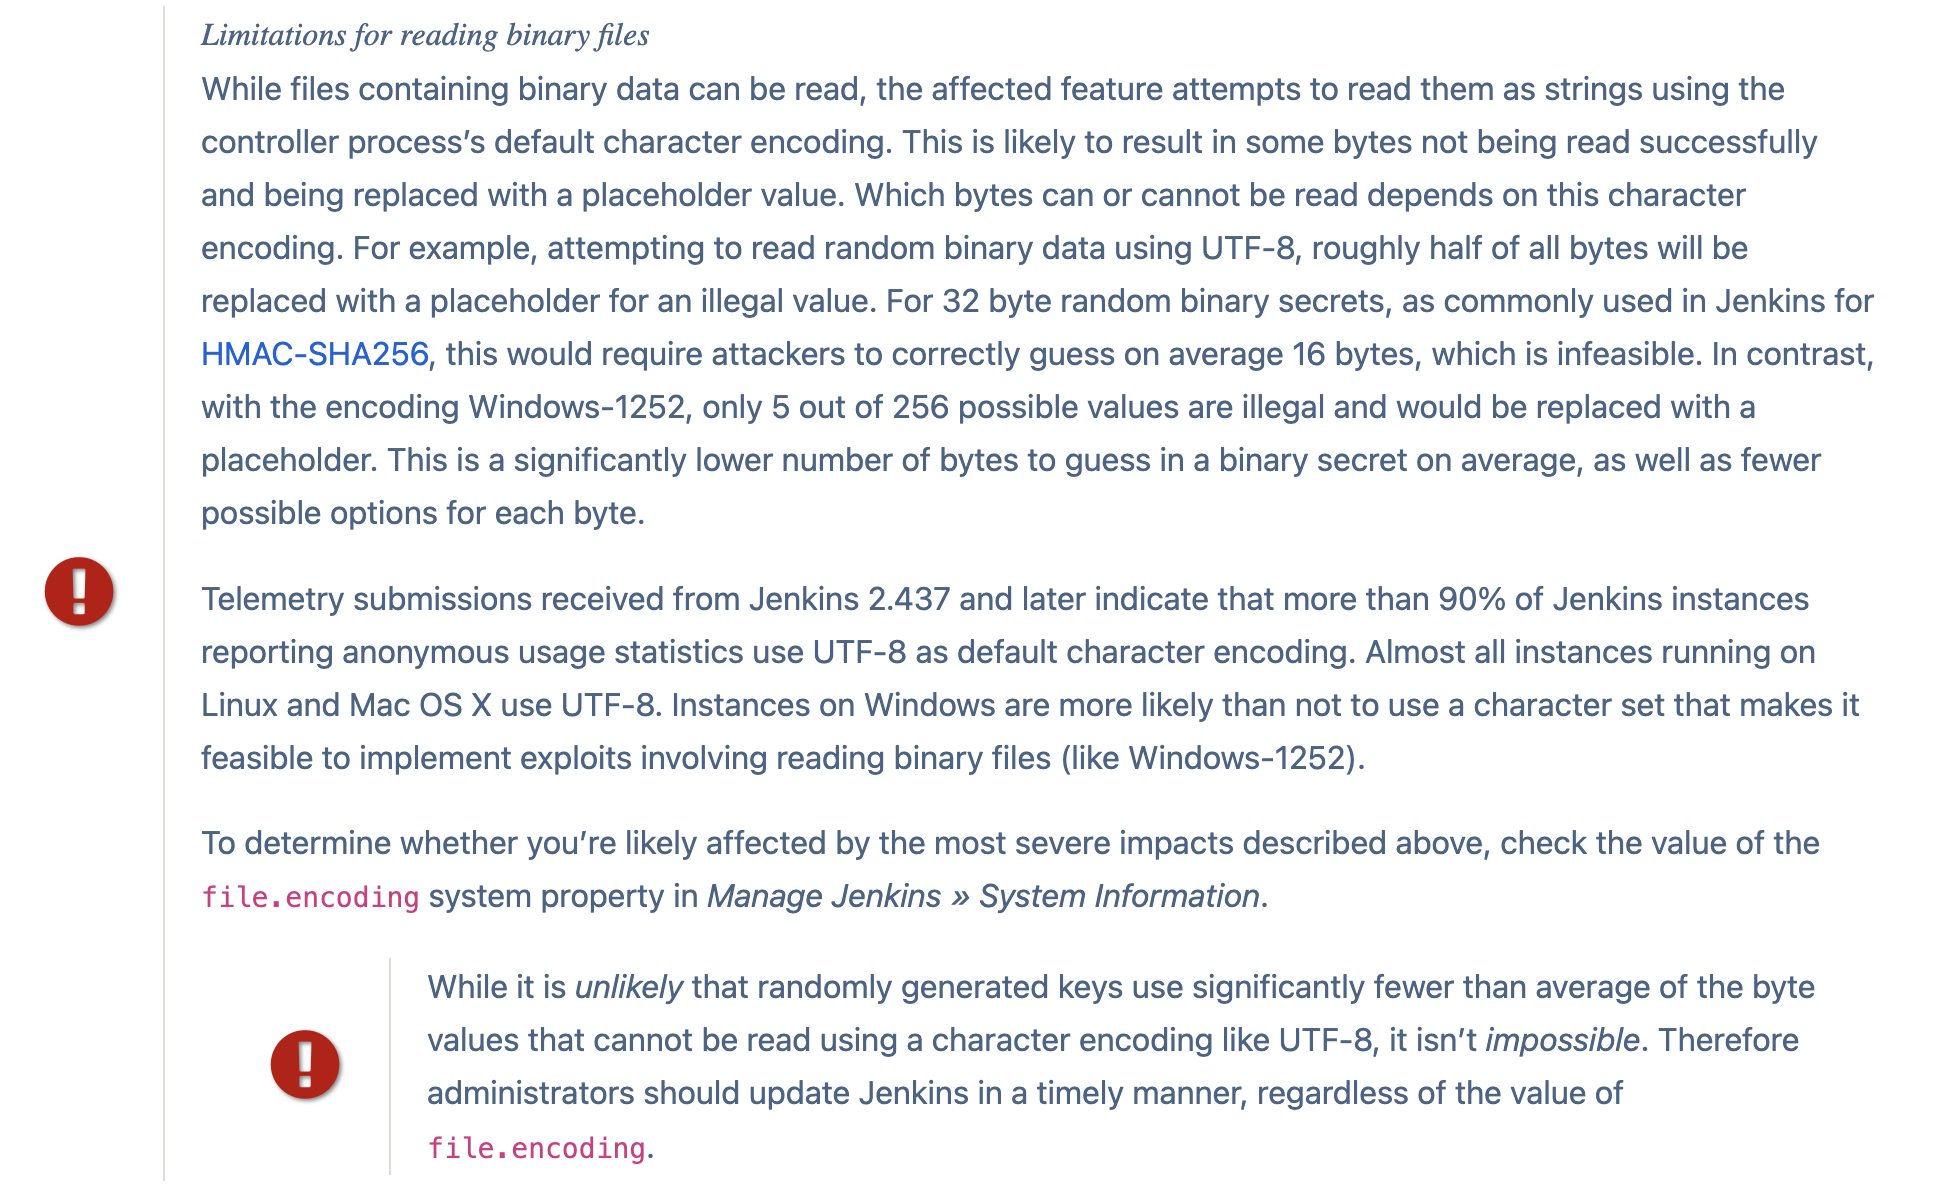 Limitations for reading binary files
While files containing binary data can be read, the affected feature attempts to read them as strings using the
controller process’s default character encoding. This is likely to result in some bytes not being read successfully
and being replaced with a placeholder value. Which bytes can or cannot be read depends on this character
encoding. For example, attempting to read random binary data using UTF-8, roughly half of all bytes will be
replaced with a placeholder for an illegal value. For 32 byte random binary secrets, as commonly used in Jenkins for
HMAC-SHA256, this would require attackers to correctly guess on average 16 bytes, which is infeasible. In contrast,
with the encoding Windows-1252, only 5 out of 256 possible values are illegal and would be replaced with a
placeholder. This is a significantly lower number of bytes to guess in a binary secret on average, as well as fewer
possible options for each byte.
Telemetry submissions received from Jenkins 2.437 and later indicate that more than 90% of Jenkins instances
reporting anonymous usage statistics use UTF-8 as default character encoding. Almost all instances running on
Linux and Mac OS X use UTF-8. Instances on Windows are more likely than not to use a character set that makes it
feasible to implement exploits involving reading binary files (like Windows-1252).
To determine whether you’re likely affected by the most severe impacts described above, check the value of the
file.encoding system property in Manage Jenkins » System Information.
While it is unlikely that randomly generated keys use significantly fewer than average of the byte
values that cannot be read using a character encoding like UTF-8, it isn’t impossible. Therefore
administrators should update Jenkins in a timely manner, regardless of the value of
file.encoding.